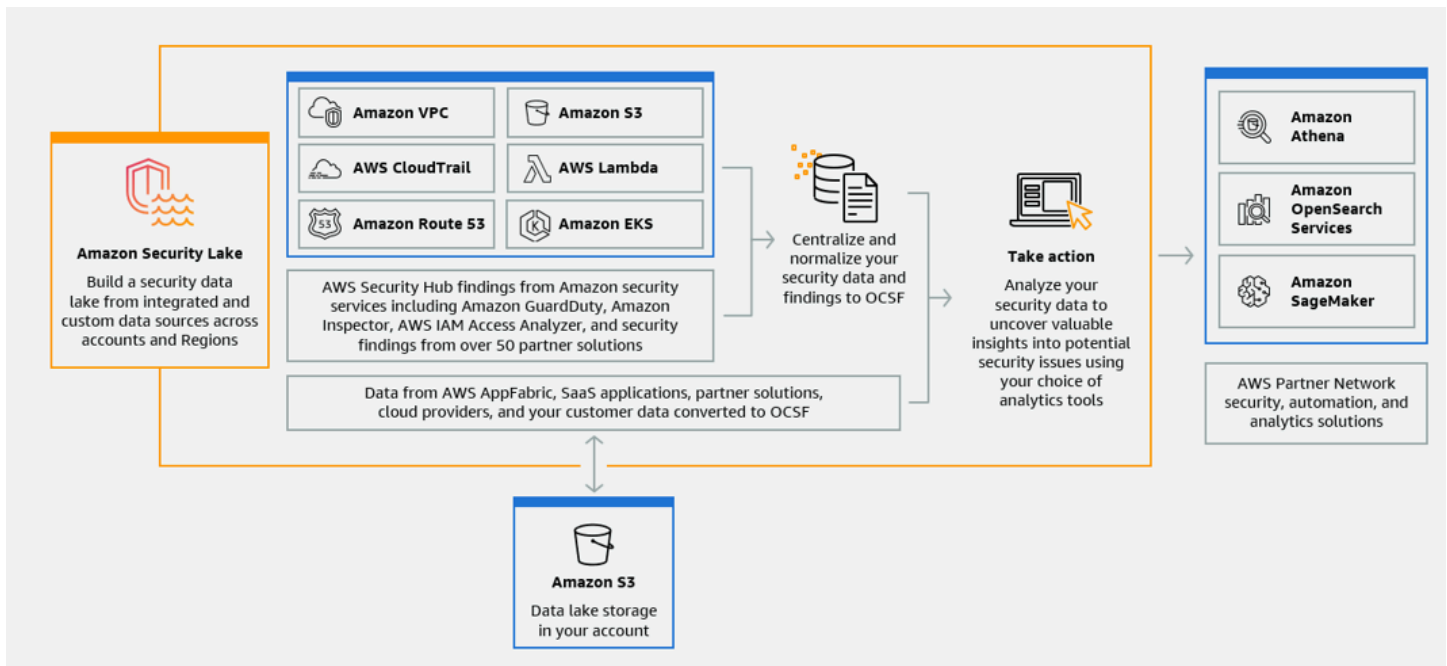 Amazon Security Lake
Build a security data
lake from integrated and
custom data sources across
accounts and Regions
Amazon VPC
Amazon S3
AWS CloudTrail
AWS Lambda
53
Amazon Route 53
K
Amazon EKS
AWS Security Hub findings from Amazon security
services including Amazon GuardDuty, Amazon
Inspector, AWS IAM Access Analyzer, and security
findings from over 50 partner solutions
Data from AWS AppFabric, SaaS applications, partner solutions,
cloud providers, and your customer data converted to OCSF
Centralize and
normalize your
security data and
findings to OCSF
Take action
Analyze your
security data to
uncover valuable
insights into potential
security issues using
your choice of
analytics tools
Amazon
Athena
Amazon
OpenSearch
Services
Amazon
SageMaker
AWS Partner Network
security, automation, and
analytics solutions
Amazon S3
Data lake storage
in your account